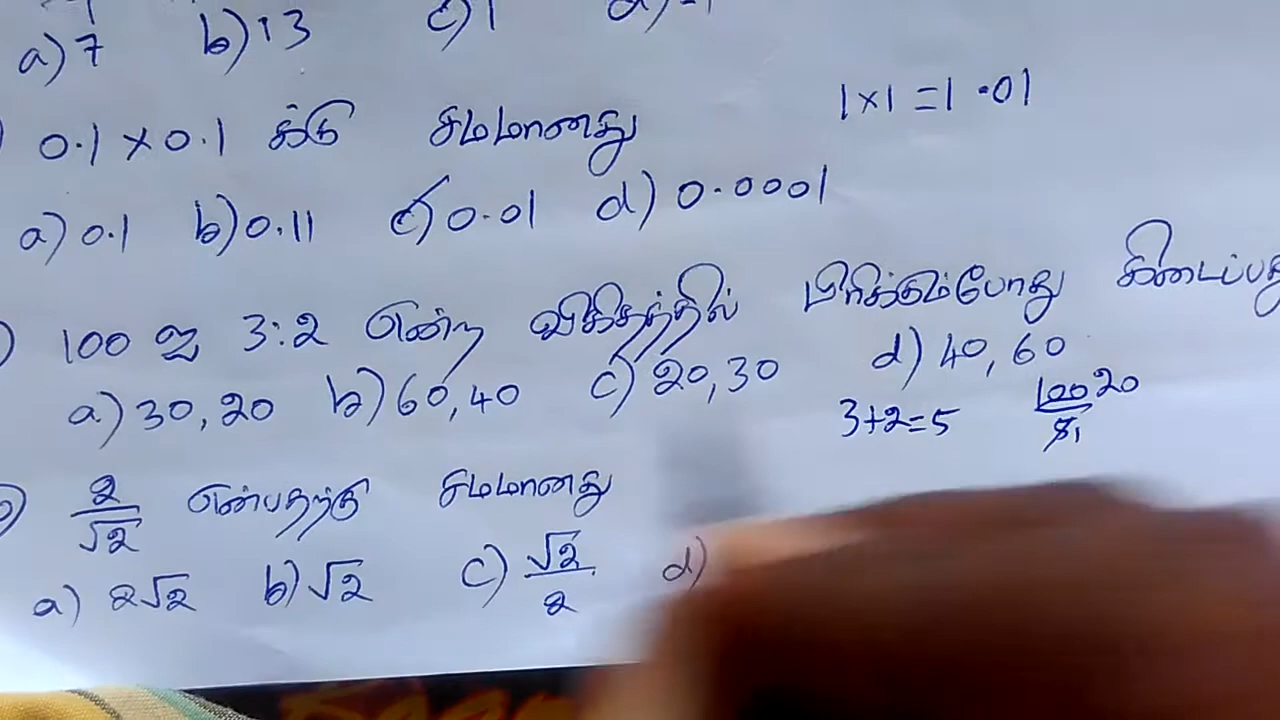 a) 7 b) 13 c) 1 d) -1
0.1 × 0.1 க்கு சமமானது 1×1 = 1 .01
a) 0.1 b) 0.11 c) 0.01 d) 0.0001
100 ஐ 3:2 என்ற விகிதத்தில் பிரிக்கும்போது கிடைப்பது
a) 30, 20 b) 60, 40 c) 20, 30 d) 40, 60
3+2=5 100/5 1 20
2/√2 என்பதற்கு சமமானது
a) 2√2 b) √2 c) √2/2 d)